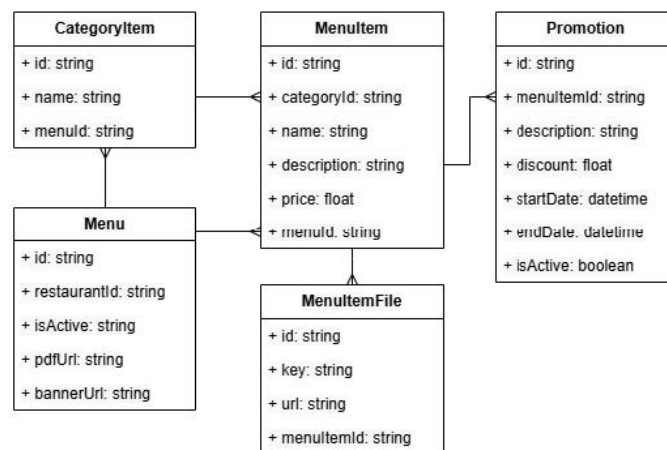 CategoryItem
+ id: string
+ name: string
+ menuId: string
MenuItem
+ id: string
+ categoryId: string
+ name: string
+ description: string
+ price: float
+ menuId: string
Promotion
+ id: string
+ menuItemId: string
+ description: string
+ discount: float
+ startDate: datetime
+ endDate: datetime
+ isActive: boolean
Menu
+ id: string
+ restaurantId: string
+ isActive: string
+ pdfUrl: string
+ bannerUrl: string
MenuItemFile
+ id: string
+ key: string
+ url: string
+ menuItemId: string